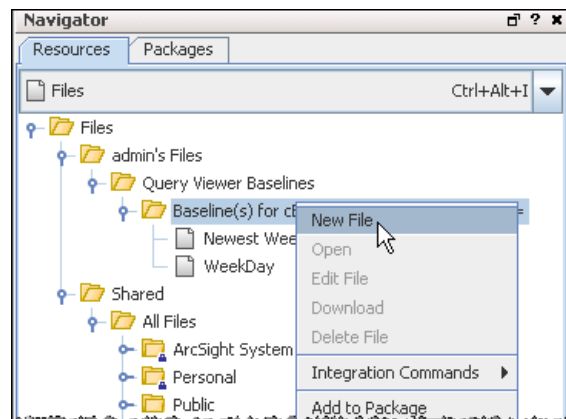 Navigator
Resources Packages
Files Ctrl+Alt+I
Files
admin's Files
Query Viewer Baselines
Baseline(s) for =
Newest
WeekDay
Shared
All Files
ArcSight System
Personal
Public
New File
Open
Edit File
Download
Delete File
Integration Commands
Add to Package